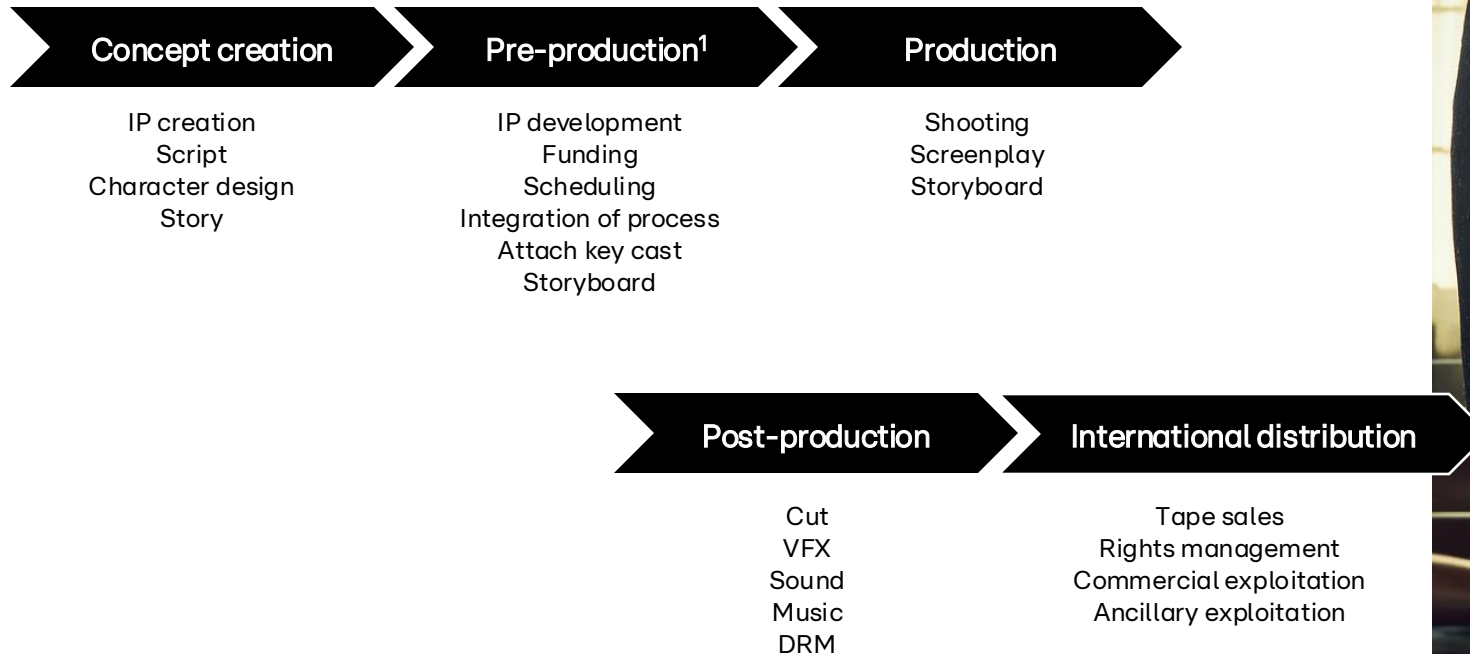 Concept creation
IP creation
Script
Character design
Story
Pre-production¹
IP development
Funding
Scheduling
Integration of process
Attach key cast
Storyboard
Production
Shooting
Screenplay
Storyboard
Post-production
Cut
VFX
Sound
Music
DRM
International distribution
Tape sales
Rights management
Commercial exploitation
Ancillary exploitation